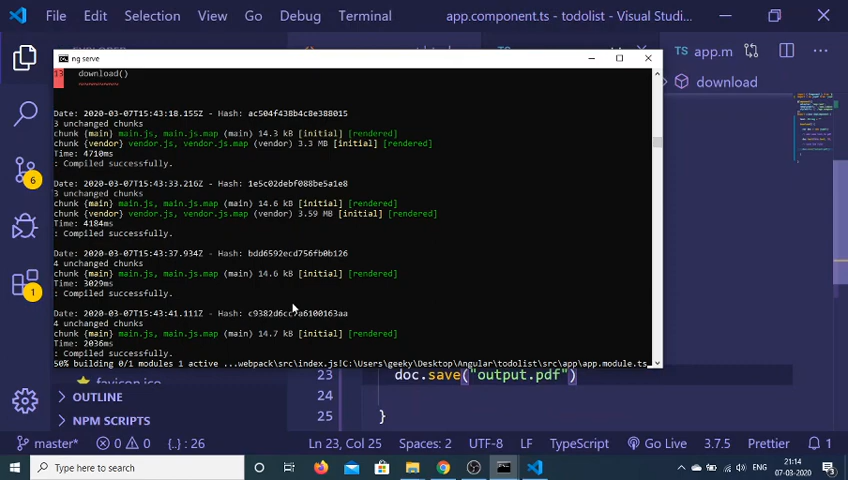 File Edit Selection View Go Debug Terminal app.component.ts - todolist - Visual Studi...
ng serve
TS app.m
13 download()
download
Date: 2020-03-07T15:43:18.155Z - Hash: ac504f438b4c8e388015
3 unchanged chunks
chunk {main} main.js, main.js.map (main) 14.3 kB [initial] [rendered]
chunk {vendor} vendor.js, vendor.js.map (vendor) 3.3 MB [initial] [rendered]
Time: 4710ms
: Compiled successfully.
Date: 2020-03-07T15:43:33.216Z - Hash: 1e5c02debf088be5a1e8
3 unchanged chunks
chunk {main} main.js, main.js.map (main) 14.6 kB [initial] [rendered]
chunk {vendor} vendor.js, vendor.js.map (vendor) 3.59 MB [initial] [rendered]
Time: 4184ms
: Compiled successfully.
Date: 2020-03-07T15:43:37.934Z - Hash: bdd6592ecd756fb0b126
4 unchanged chunks
chunk {main} main.js, main.js.map (main) 14.6 kB [initial] [rendered]
Time: 3029ms
: Compiled successfully.
Date: 2020-03-07T15:43:41.111Z - Hash:
4 unchanged chunks
chunk {main} main.js, main.js.map (main) 14.7 kB [initial] [rendered]
Time: 2036ms
: Compiled successfully.
50% building 0/1 modules 1 active ...webpack\src\index.js!C:\Users\geeky\Desktop\Angular\todolist\src\app\app.module.ts
23 doc.save("output.pdf")
favicon.ico
OUTLINE
24
NPM SCRIPTS
25 }
6
1
master* 0 0 {..} : 26 Ln 23, Col 25 Spaces: 2 UTF-8 LF TypeScript Go Live 3.7.5 Prettier 1
Type here to search
ENG
21:14
07-03-2020
3